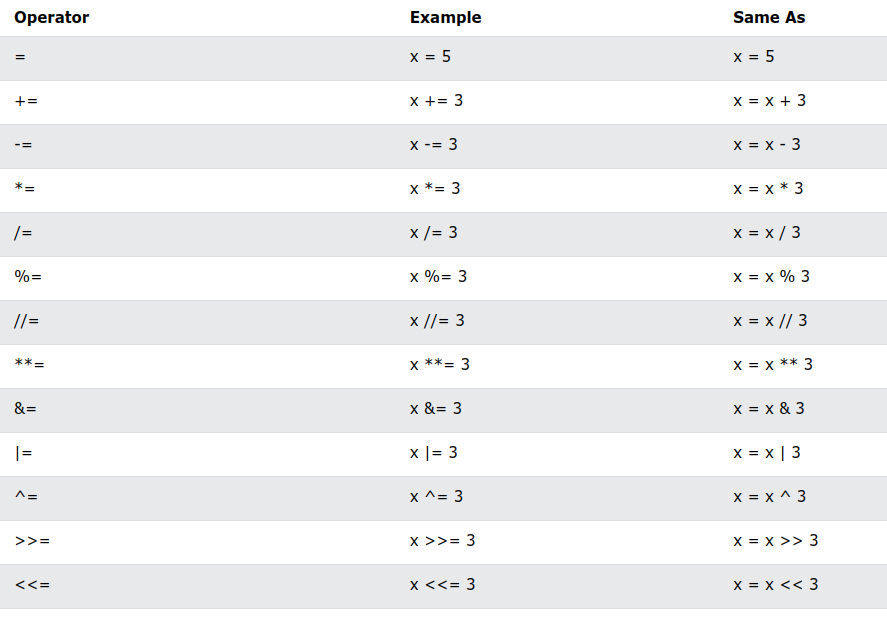 Operator Example Same As
= x = 5 x = 5
+= x += 3 x = x + 3
-= x -= 3 x = x - 3
*= x *= 3 x = x * 3
/= x /= 3 x = x / 3
%= x %= 3 x = x % 3
//= x //= 3 x = x // 3
**= x **= 3 x = x ** 3
&= x &= 3 x = x & 3
|= x |= 3 x = x | 3
^= x ^= 3 x = x ^ 3
>>= x >>= 3 x = x >> 3
<<= x <<= 3 x = x << 3